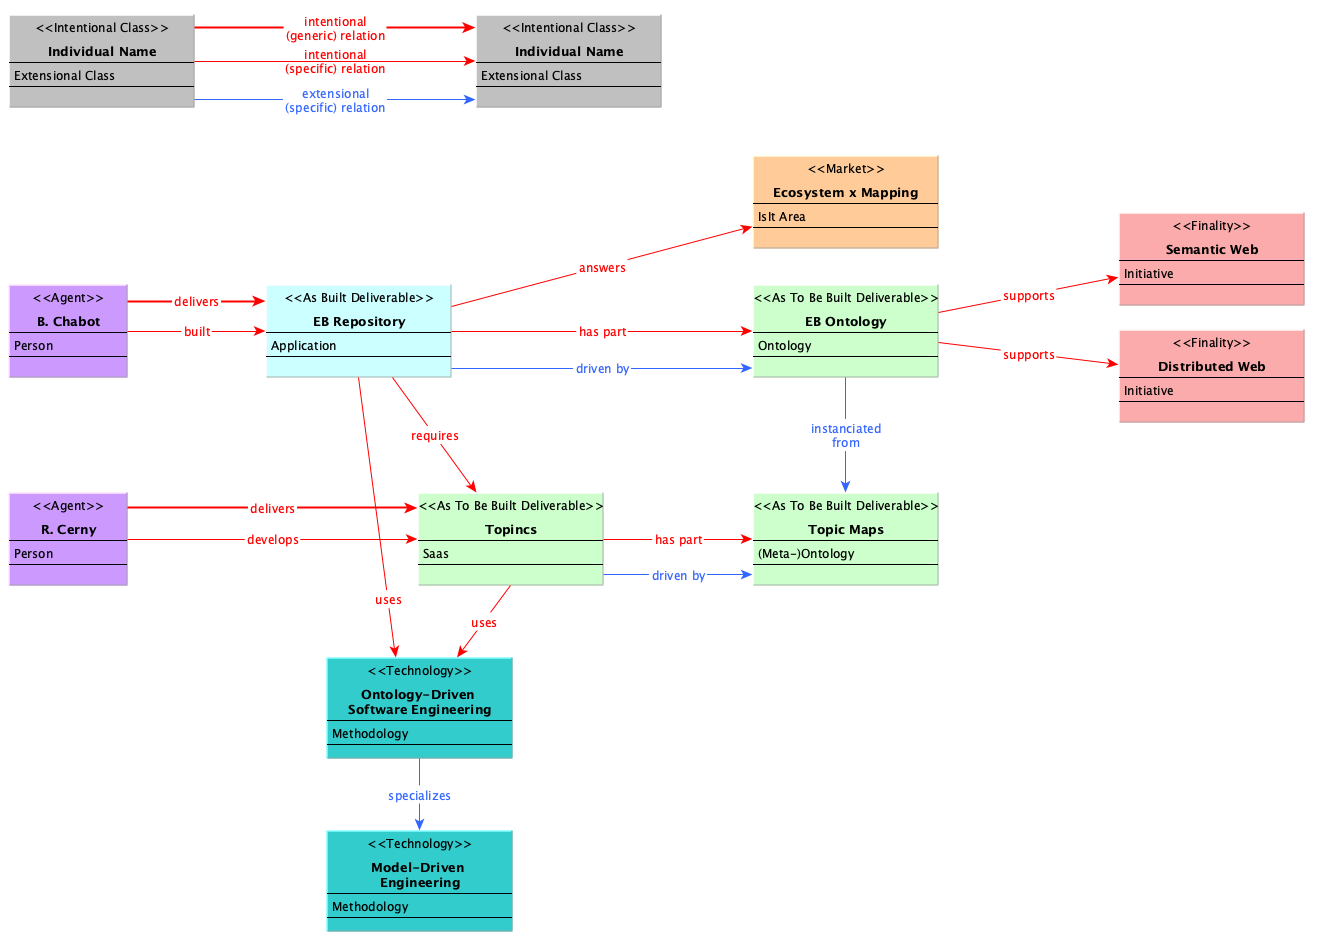 <<Intentional Class>>
Individual Name
Extensional Class
intentional
(generic) relation
intentional
(specific) relation
extensional
(specific) relation
<<Intentional Class>>
Individual Name
Extensional Class
<<Market>>
Ecosystem x Mapping
IsIt Area
answers
<<Finality>>
Semantic Web
Initiative
<<Agent>>
B. Chabot
Person
delivers
built
<<As Built Deliverable>>
EB Repository
Application
has part
driven by
<<As To Be Built Deliverable>>
EB Ontology
Ontology
supports
supports
<<Finality>>
Distributed Web
Initiative
requires
instanciated
from
<<Agent>>
R. Cerny
Person
delivers
develops
<<As To Be Built Deliverable>>
Topincs
Saas
has part
driven by
<<As To Be Built Deliverable>>
Topic Maps
(Meta-)Ontology
uses
uses
<<Technology>>
Ontology-Driven
Software Engineering
Methodology
specializes
<<Technology>>
Model-Driven
Engineering
Methodology